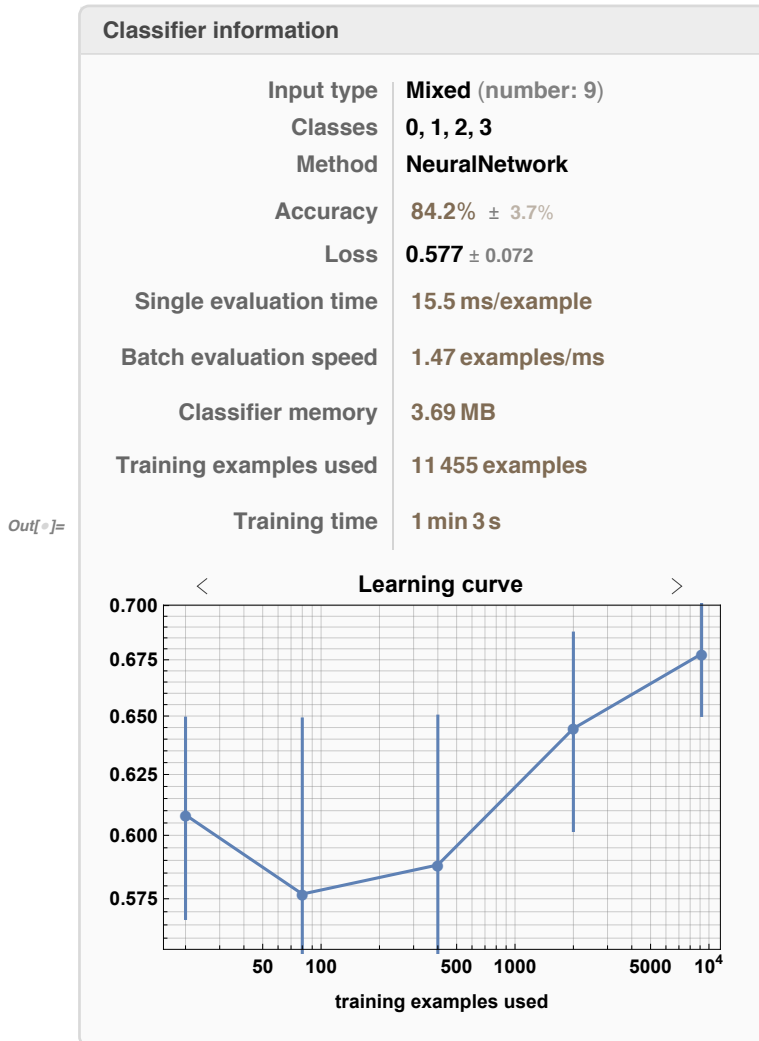 Classifier information
Input type Mixed (number: 9)
Classes 0, 1, 2, 3
Method NeuralNetwork
Accuracy 84.2% ± 3.7%
Loss 0.577 ± 0.072
Single evaluation time 15.5 ms/example
Batch evaluation speed 1.47 examples/ms
Classifier memory 3.69 MB
Training examples used 11 455 examples
Out[•]= Training time 1 min 3 s
< Learning curve >
0.700
0.675
0.650
0.625
0.600
0.575
50 100 500 1000 5000 10⁴
training examples used